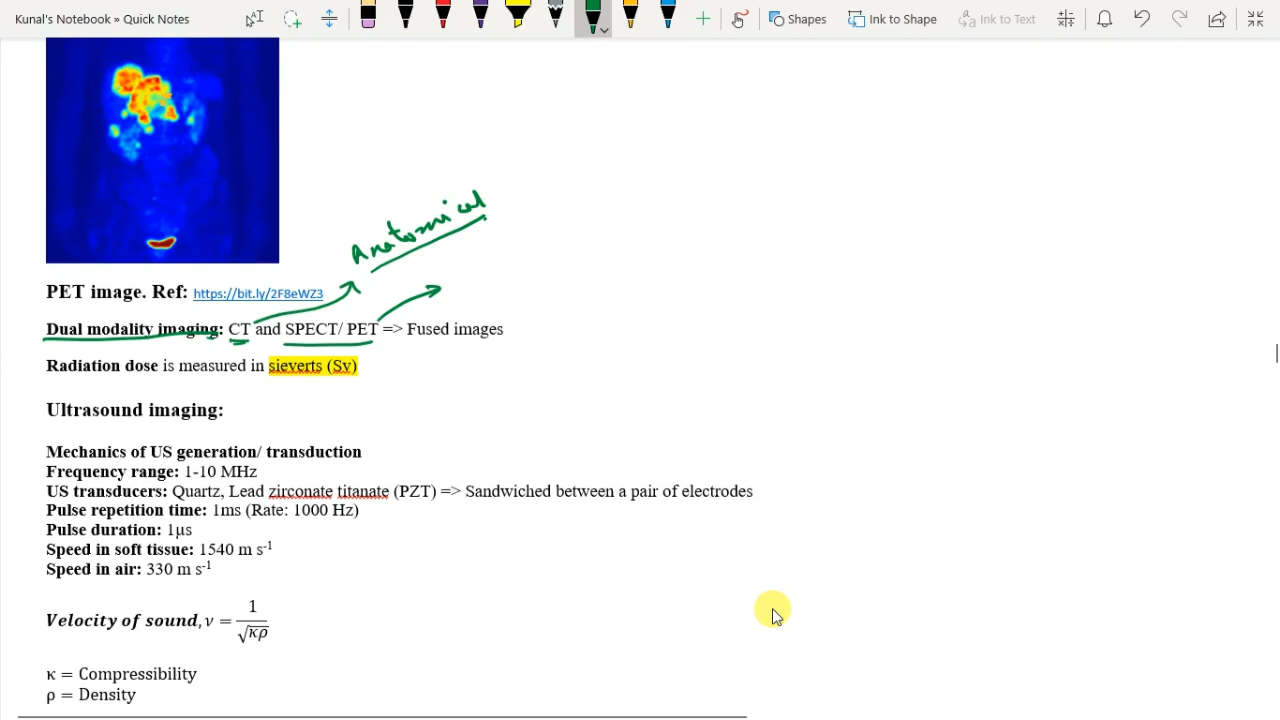 Kunal's Notebook » Quick Notes
Shapes
Ink to Shape
Ink to Text
Anatomical
PET image. Ref: https://bit.ly/2F8eWZ3
Dual modality imaging: CT and SPECT/ PET => Fused images
Radiation dose is measured in sieverts (Sv)
Ultrasound imaging:
Mechanics of US generation/ transduction
Frequency range: 1-10 MHz
US transducers: Quartz, Lead zirconate titanate (PZT) => Sandwiched between a pair of electrodes
Pulse repetition time: 1ms (Rate: 1000 Hz)
Pulse duration: 1µs
Speed in soft tissue: 1540 m s⁻¹
Speed in air: 330 m s⁻¹
Velocity of sound, v = 1/√κρ
κ = Compressibility
ρ = Density